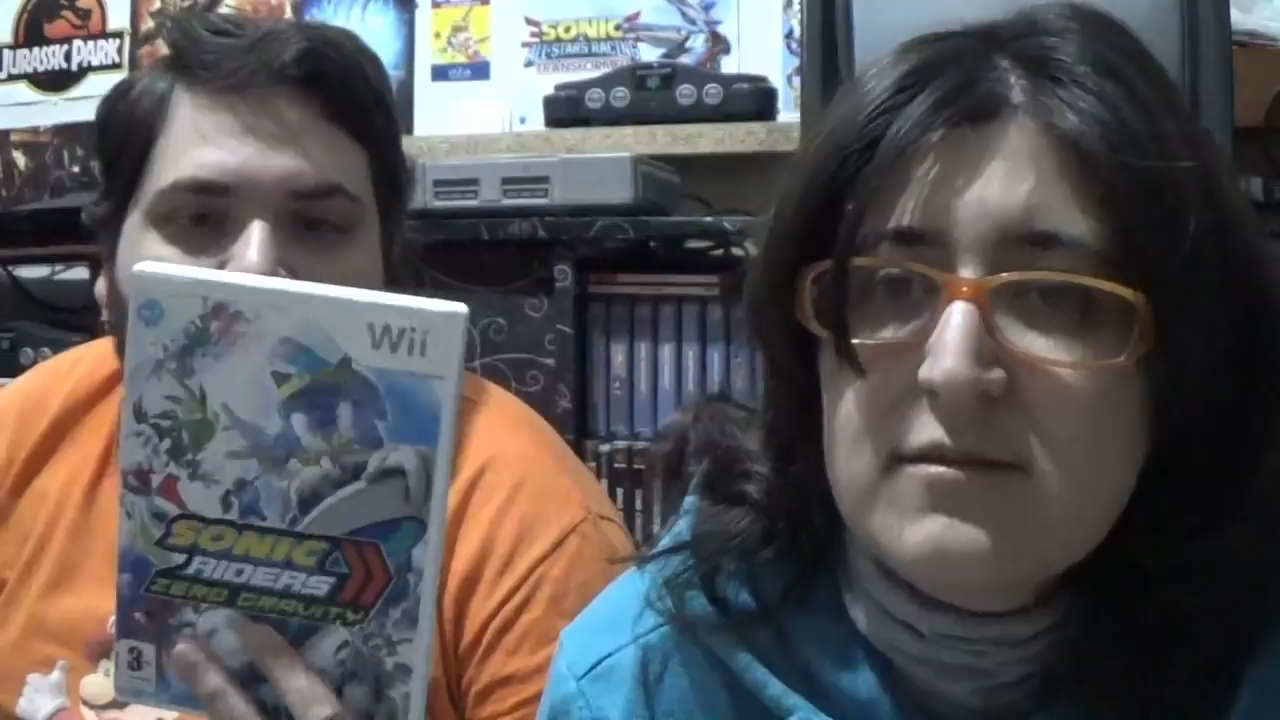 JURASSIC PARK
SONIC
ALL-STARS RACING
TRANSFORMED
Wii
SONIC
RIDERS
ZERO GRAVITY
3